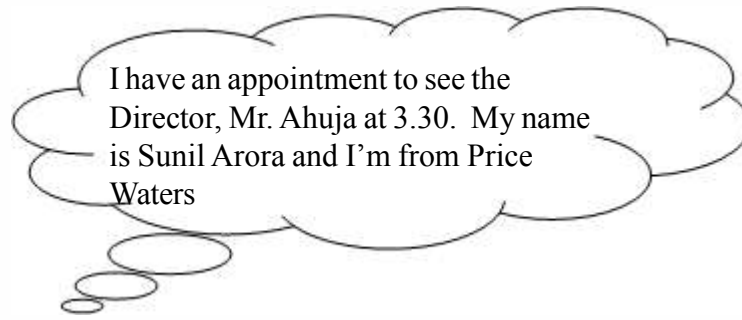 I have an appointment to see the
Director, Mr. Ahuja at 3.30.  My name
is Sunil Arora and I’m from Price
Waters